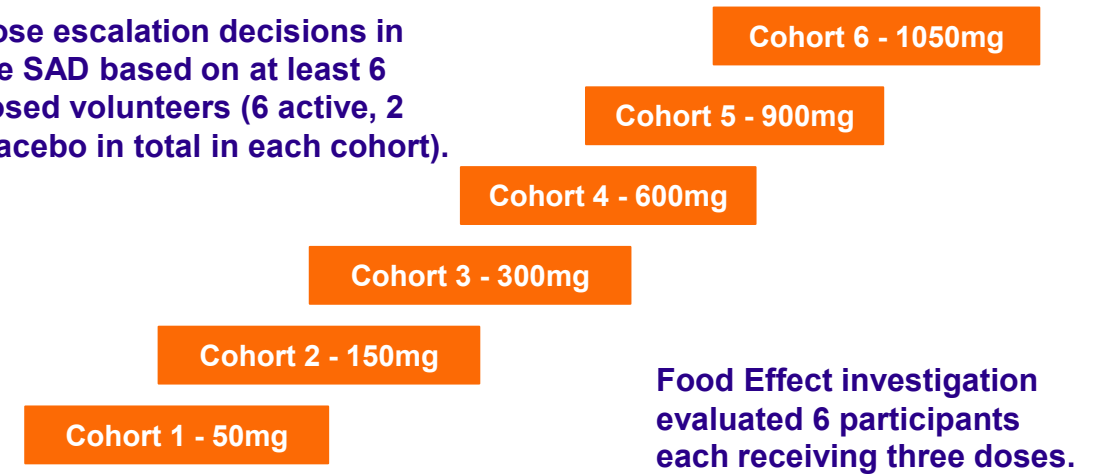 ose escalation decisions in
e SAD based on at least 6
osed volunteers (6 active, 2
acebo in total in each cohort).
Cohort 6 - 1050mg
Cohort 5 - 900mg
Cohort 4 - 600mg
Cohort 3 - 300mg
Cohort 2 - 150mg
Cohort 1 - 50mg
Food Effect investigation
evaluated 6 participants
each receiving three doses.